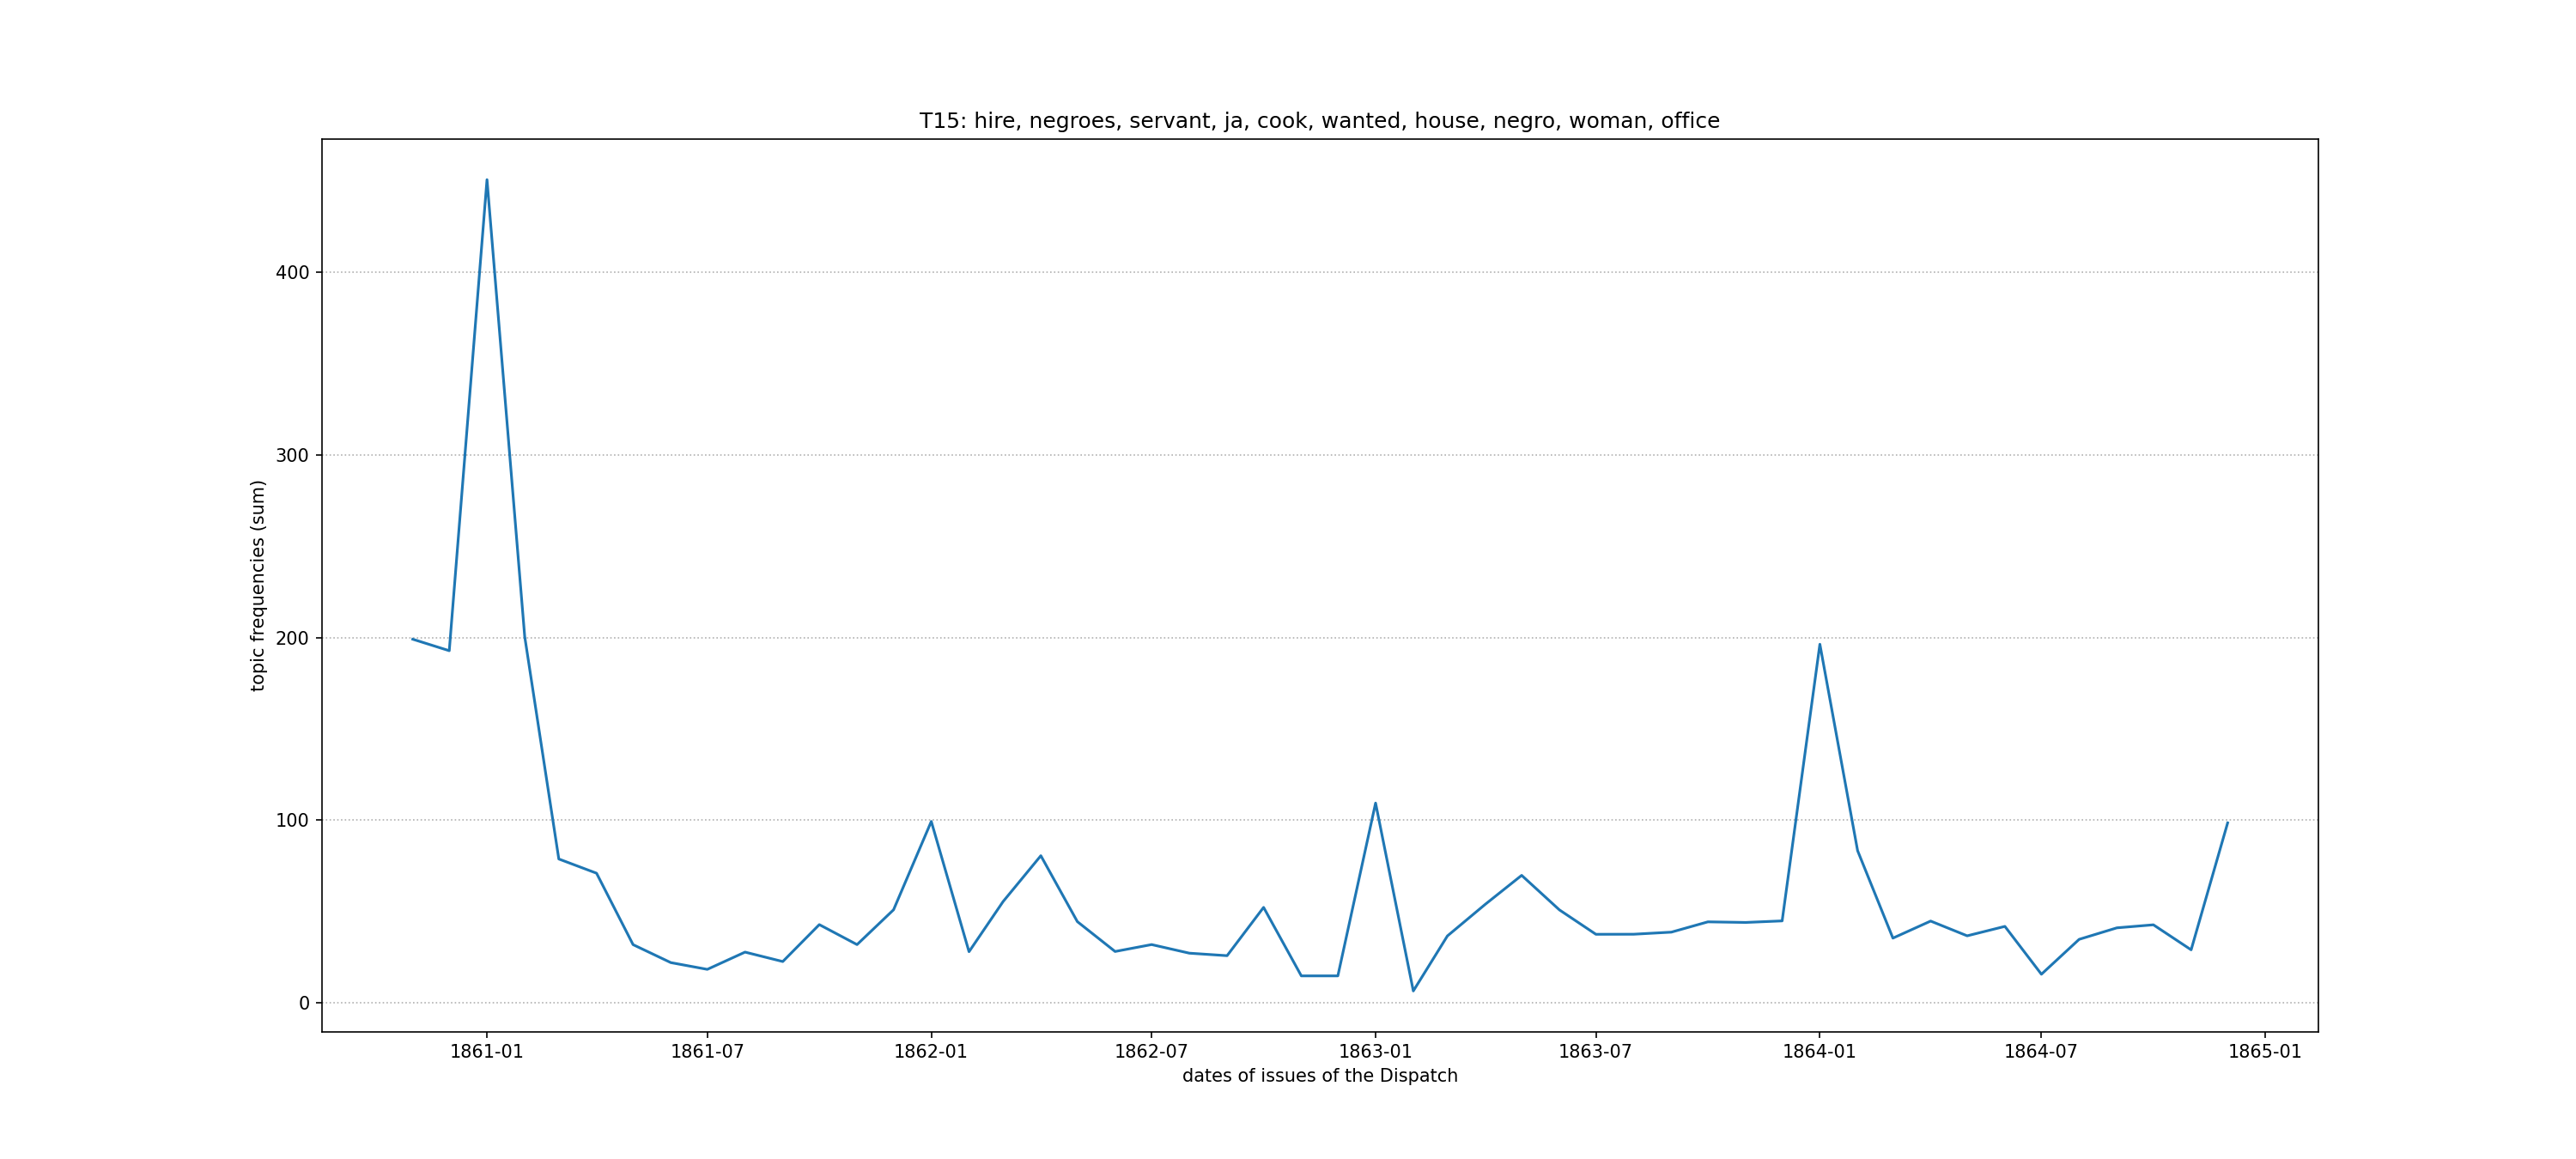 T15: hire, negroes, servant, ja, cook, wanted, house, negro, woman, office
topic frequencies (sum)
400
300
200
100
0
1861-01 1861-07 1862-01 1862-07 1863-01 1863-07 1864-01 1864-07 1865-01
dates of issues of the Dispatch